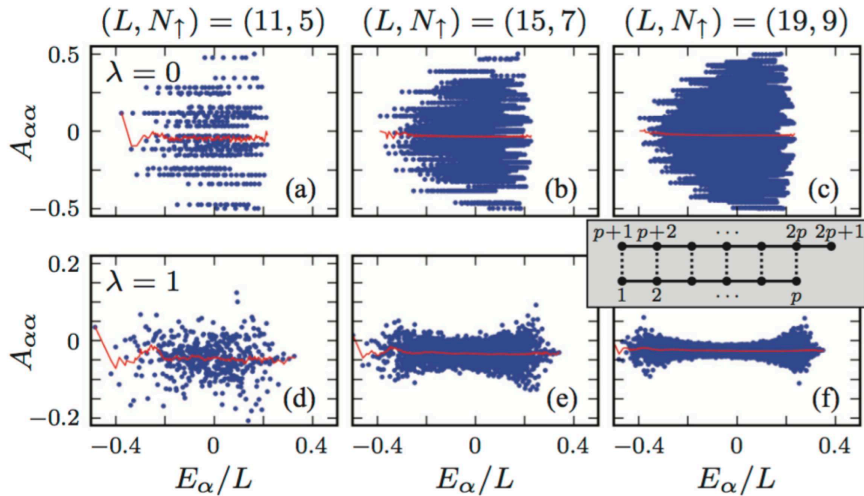 (L, N↑) = (11, 5) (L, N↑) = (15, 7) (L, N↑) = (19, 9)
0.5
λ = 0
Aαα
0
(a) (b) (c)
−0.5
p+1 p+2 ··· 2p 2p+1
1 2 ··· p
0.2
λ = 1
Aαα
0
(d) (e) (f)
−0.2
−0.4 0 0.4 −0.4 0 0.4 −0.4 0 0.4
Eα/L Eα/L Eα/L